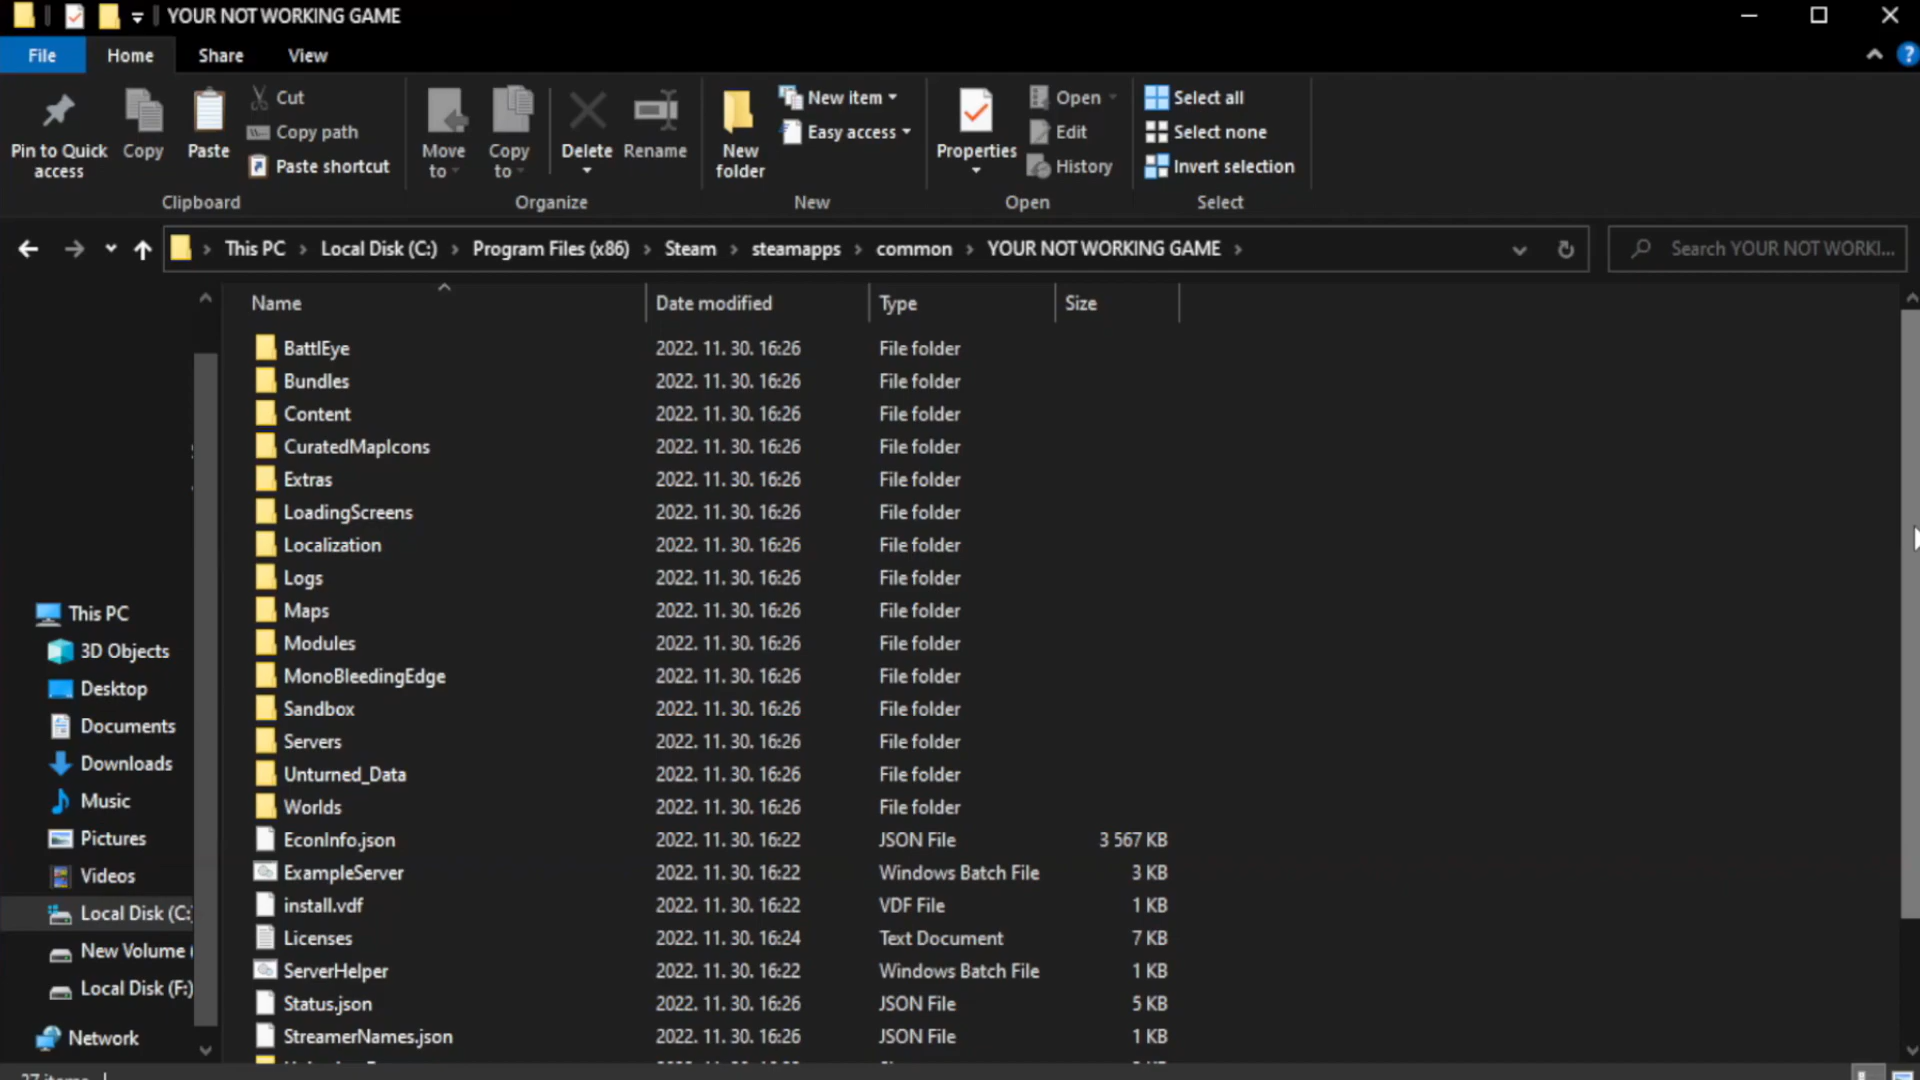 YOUR NOT WORKING GAME
File Home Share View
Pin to Quick access
Copy
Paste
Cut
Copy path
Paste shortcut
Clipboard
Move to
Copy to
Delete
Rename
Organize
New folder
New item
Easy access
New
Properties
Open
Edit
History
Open
Select all
Select none
Invert selection
Select
This PC Local Disk (C:) Program Files (x86) Steam steamapps common YOUR NOT WORKING GAME
Search YOUR NOT WORKI...
This PC
3D Objects
Desktop
Documents
Downloads
Music
Pictures
Videos
Local Disk (C:
New Volume (
Local Disk (F:)
Network
Name Date modified Type Size
BattlEye 2022. 11. 30. 16:26 File folder
Bundles 2022. 11. 30. 16:26 File folder
Content 2022. 11. 30. 16:26 File folder
CuratedMapIcons 2022. 11. 30. 16:26 File folder
Extras 2022. 11. 30. 16:26 File folder
LoadingScreens 2022. 11. 30. 16:26 File folder
Localization 2022. 11. 30. 16:26 File folder
Logs 2022. 11. 30. 16:26 File folder
Maps 2022. 11. 30. 16:26 File folder
Modules 2022. 11. 30. 16:26 File folder
MonoBleedingEdge 2022. 11. 30. 16:26 File folder
Sandbox 2022. 11. 30. 16:26 File folder
Servers 2022. 11. 30. 16:26 File folder
Unturned_Data 2022. 11. 30. 16:26 File folder
Worlds 2022. 11. 30. 16:26 File folder
EconInfo.json 2022. 11. 30. 16:22 JSON File 3 567 KB
ExampleServer 2022. 11. 30. 16:22 Windows Batch File 3 KB
install.vdf 2022. 11. 30. 16:22 VDF File 1 KB
Licenses 2022. 11. 30. 16:24 Text Document 7 KB
ServerHelper 2022. 11. 30. 16:22 Windows Batch File 1 KB
Status.json 2022. 11. 30. 16:26 JSON File 5 KB
StreamerNames.json 2022. 11. 30. 16:26 JSON File 1 KB